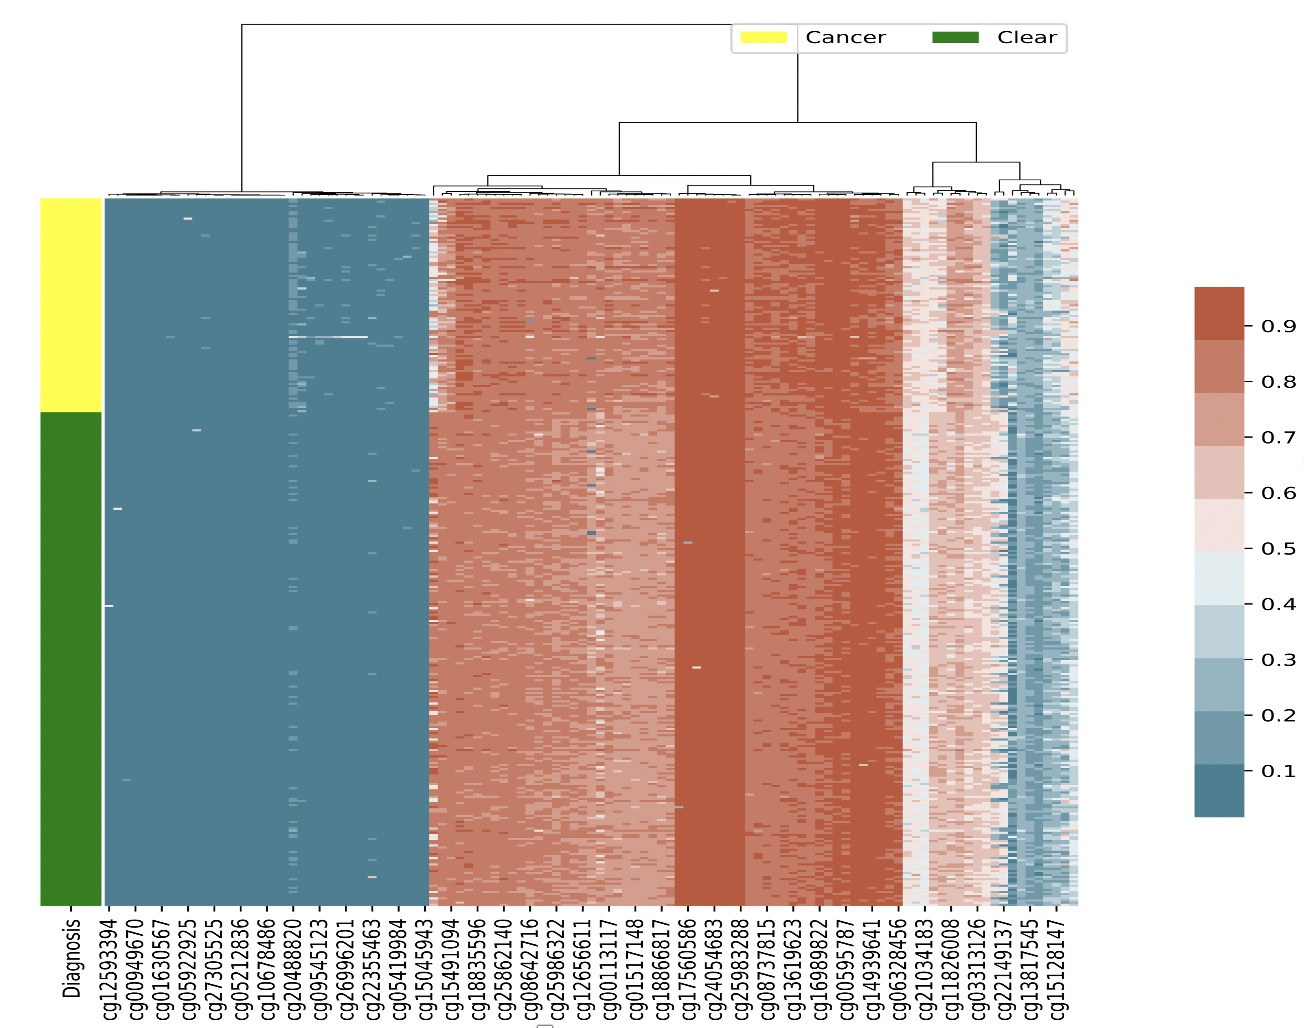 Cancer Clear
0.9
0.8
0.7
0.6
0.5
0.4
0.3
0.2
0.1
Diagnosis
cg12593394
cg00949670
cg01630567
cg05922925
cg27305525
cg05212836
cg10678486
cg20488820
cg09545123
cg26096201
cg22355463
cg05419984
cg15045943
cg15491094
cg18835596
cg25862140
cg08642716
cg25986322
cg12656611
cg00113117
cg01517148
cg18866817
cg17560586
cg24054683
cg25983288
cg08737815
cg13619623
cg16989822
cg00595787
cg14939641
cg06328456
cg21034183
cg11826008
cg03313126
cg22149137
cg13817545
cg15128147